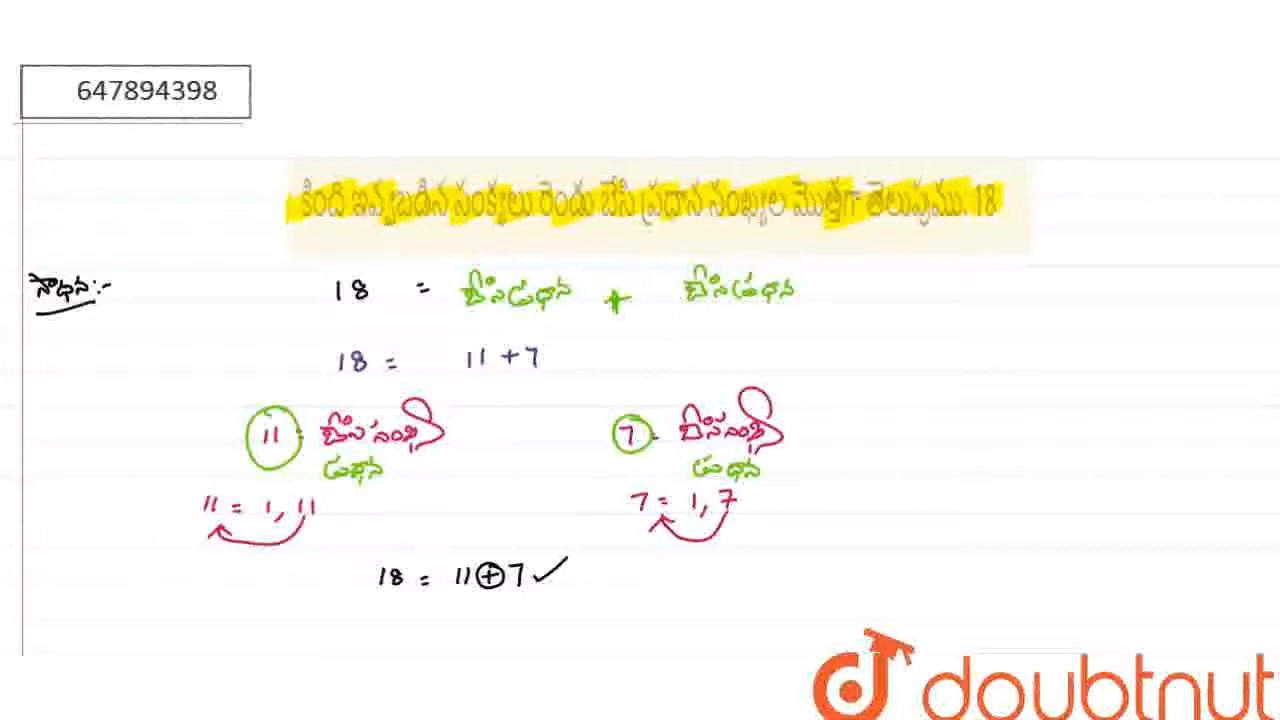 647894398
కింది ఇవ్వబడిన సంక్యలు రెండు బేసి ప్రధాన సంఖ్యల మొత్తంగా తెలుపుము. 18
సాధన:-
18 = బేసిప్రధాన + బేసిప్రధాన
18 = 11 + 7
11 - బేసి సంఖ్య 7 - బేసి సంఖ్య
ప్రధాన ప్రధాన
11 = 1, 11 7 = 1, 7
18 = 11 + 7 ✓
doubtnut